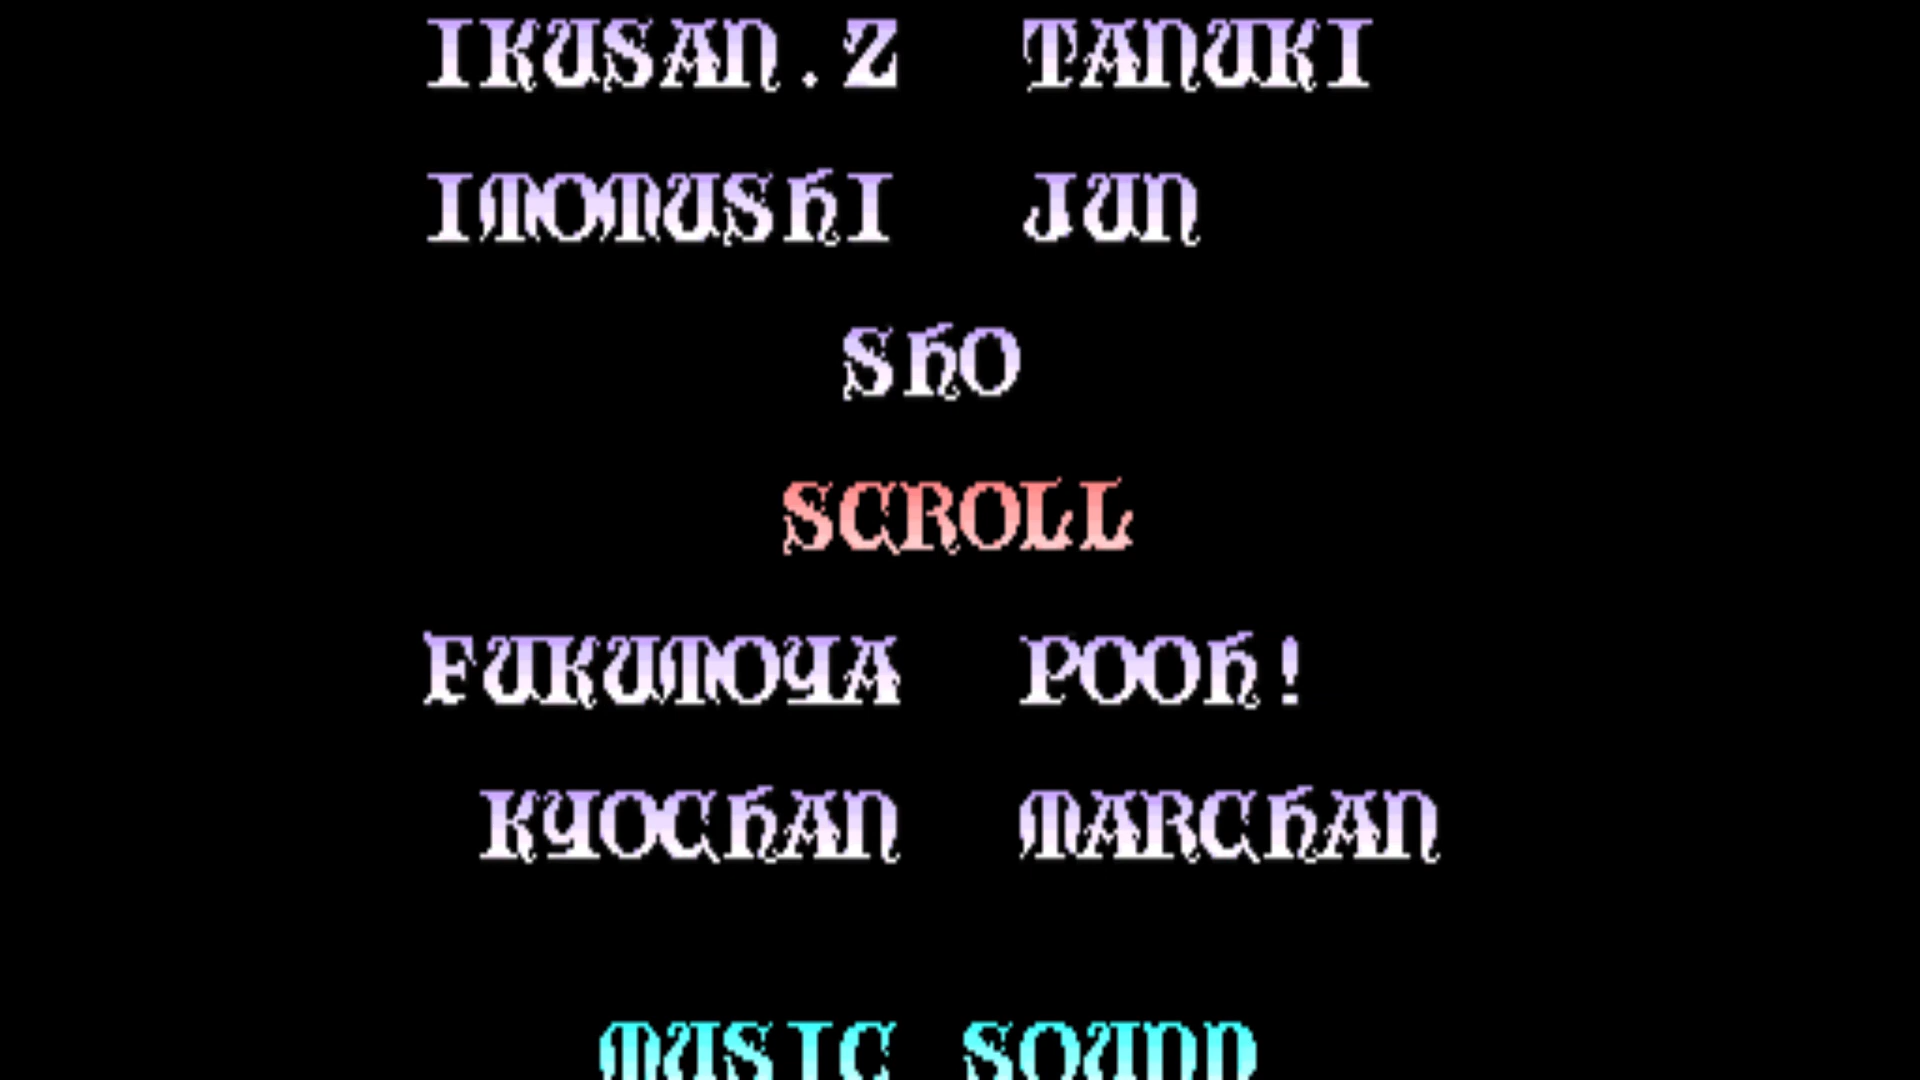 IKUSAN.Z TANUKI
IMOMUSHI JUN
SHO
SCROLL
FUKUMOYA POOH!
KYOCHAN MARCHAN
MUSIC SOUND